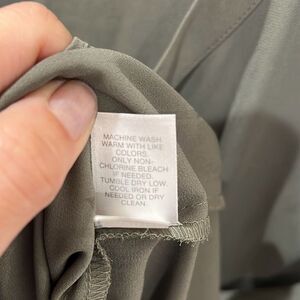 MACHINE WASH
WARM WITH LIKE
COLORS.
ONLY NON-
CHLORINE BLEACH
IF NEEDED.
TUMBLE DRY LOW.
COOL IRON IF
NEEDED OR DRY
CLEAN.